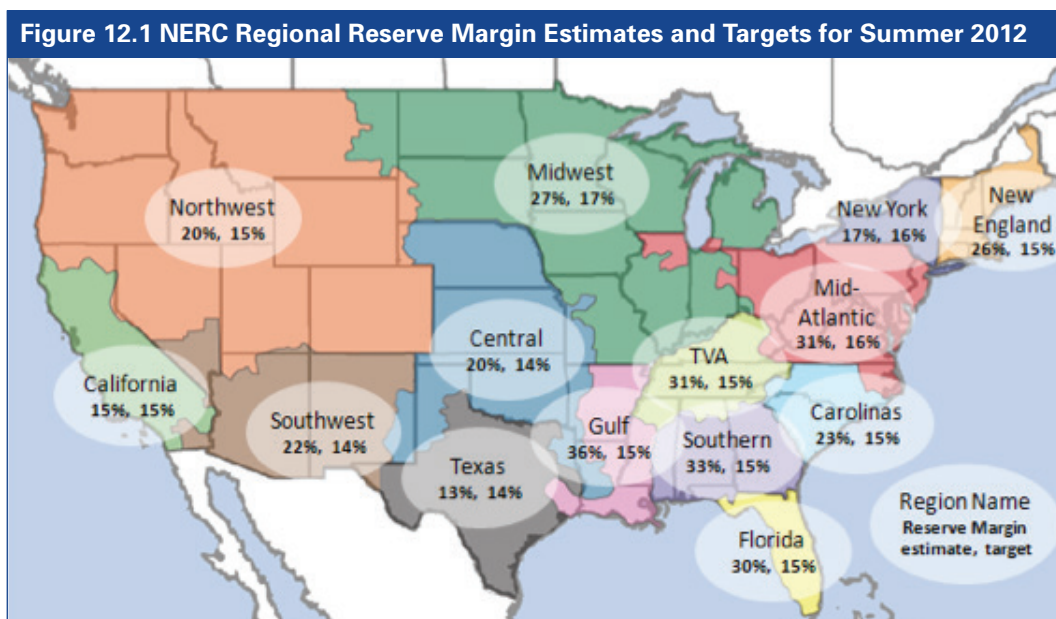 Figure 12.1 NERC Regional Reserve Margin Estimates and Targets for Summer 2012
Northwest
20%, 15%
Midwest
27%, 17%
New York
17%, 16%
New
England
26%, 15%
Mid-
Atlantic
31%, 16%
Central
20%, 14%
TVA
31%, 15%
California
15%, 15%
Southwest
22%, 14%
Gulf
36%, 15%
Southern
33%, 15%
Carolinas
23%, 15%
Texas
13%, 14%
Florida
30%, 15%
Region Name
Reserve Margin
estimate, target